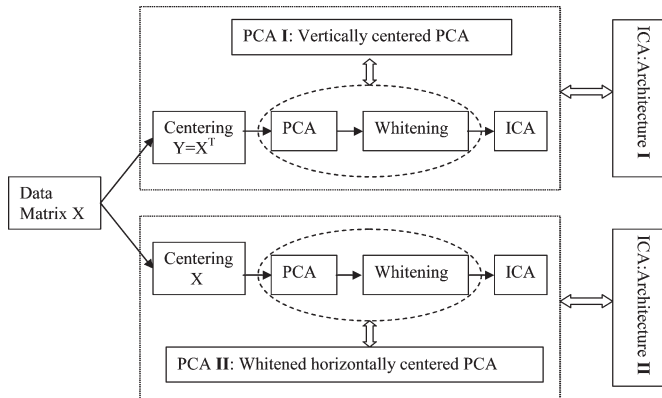 PCA I: Vertically centered PCA
Centering
Y=X^T
PCA
Whitening
ICA
ICA:Architecture I
Data
Matrix X
Centering
X
PCA
Whitening
ICA
PCA II: Whitened horizontally centered PCA
ICA:Architecture II